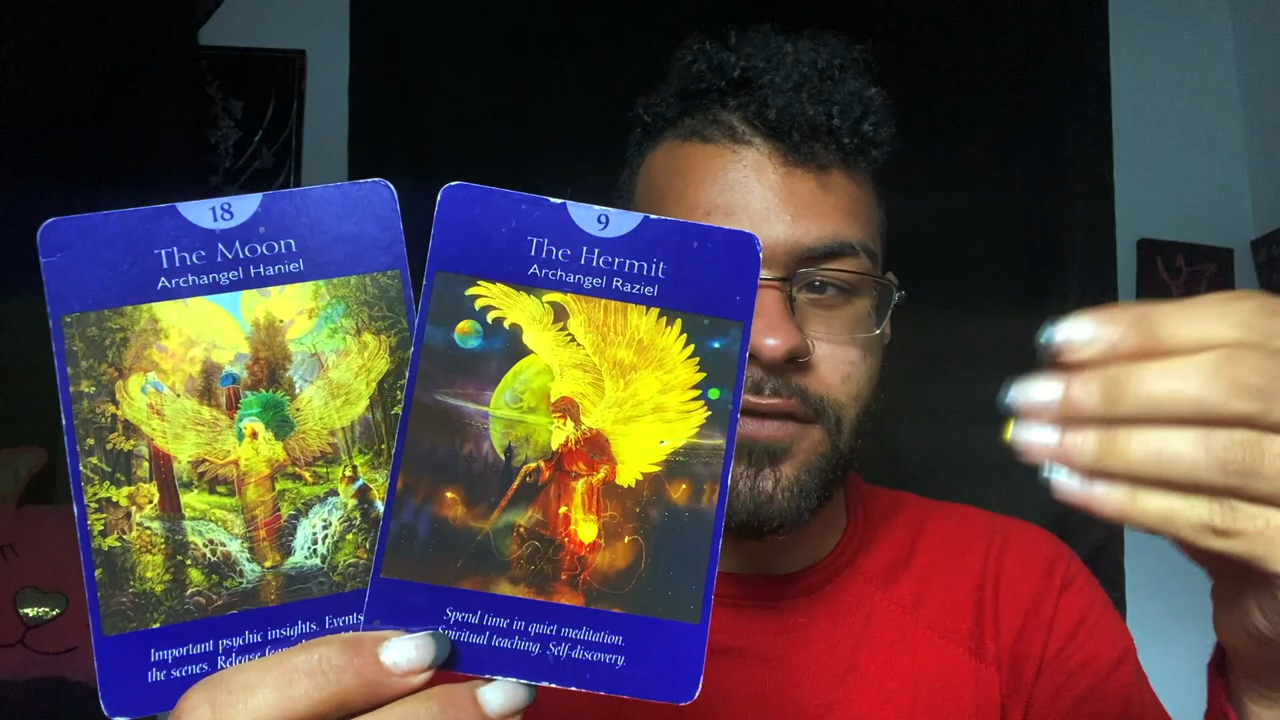 18
The Moon
Archangel Haniel
Important psychic insights. Events
the scenes. Release
9
The Hermit
Archangel Raziel
Spend time in quiet meditation.
Spiritual teaching. Self-discovery.